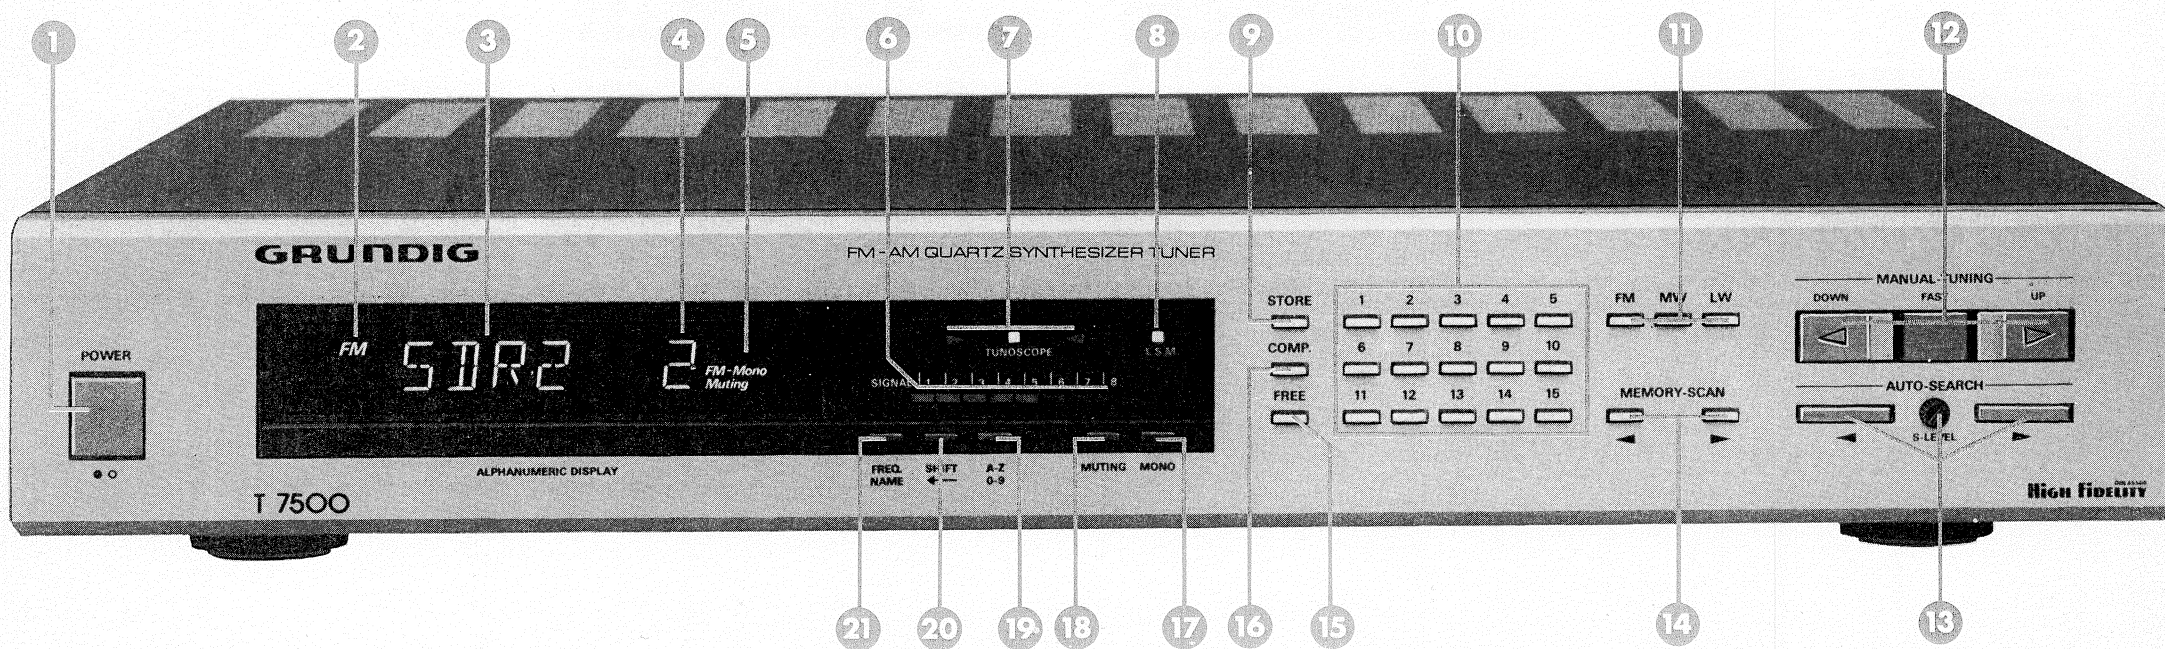 1 2 3 4 5 6 7 8 9 10 11 12
GRUNDIG
FM-AM QUARTZ SYNTHESIZER TUNER
MANUAL-TUNING
DOWN FAST UP
STORE 1 2 3 4 5 FM MW LW
FM SDR2 2 FM-Mono
Muting
TUNOSCOPE
COMP. 6 7 8 9 10
SIGNAL 1 2 3 4 5 6 7 8
POWER
AUTO-SEARCH
FREE 11 12 13 14 15 MEMORY-SCAN
S-LEVEL
ALPHANUMERIC DISPLAY
FREQ. SHIFT A-Z MUTING MONO
NAME 0-9
T 7500
HIGH FIDELITY
21 20 19 18 17 16 15 14 13